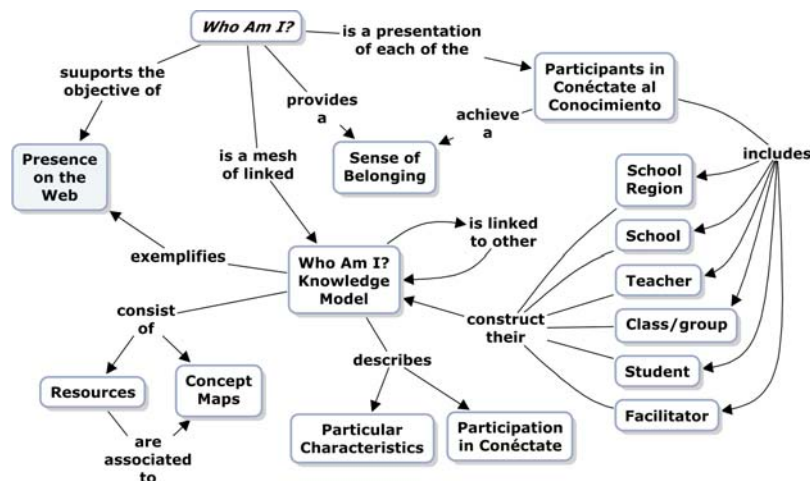 Who Am I?
is a presentation
of each of the
suuports the
objective of
provides
a
achieve
a
Participants in
Conéctate al
Conocimiento
includes
Presence
on the
Web
is a mesh
of linked
Sense of
Belonging
School
Region
School
Teacher
Class/group
Student
Facilitator
is linked
to other
exemplifies
Who Am I?
Knowledge
Model
construct
their
consist
of
describes
Resources
Concept
Maps
are
associated
to
Particular
Characteristics
Participation
in Conéctate